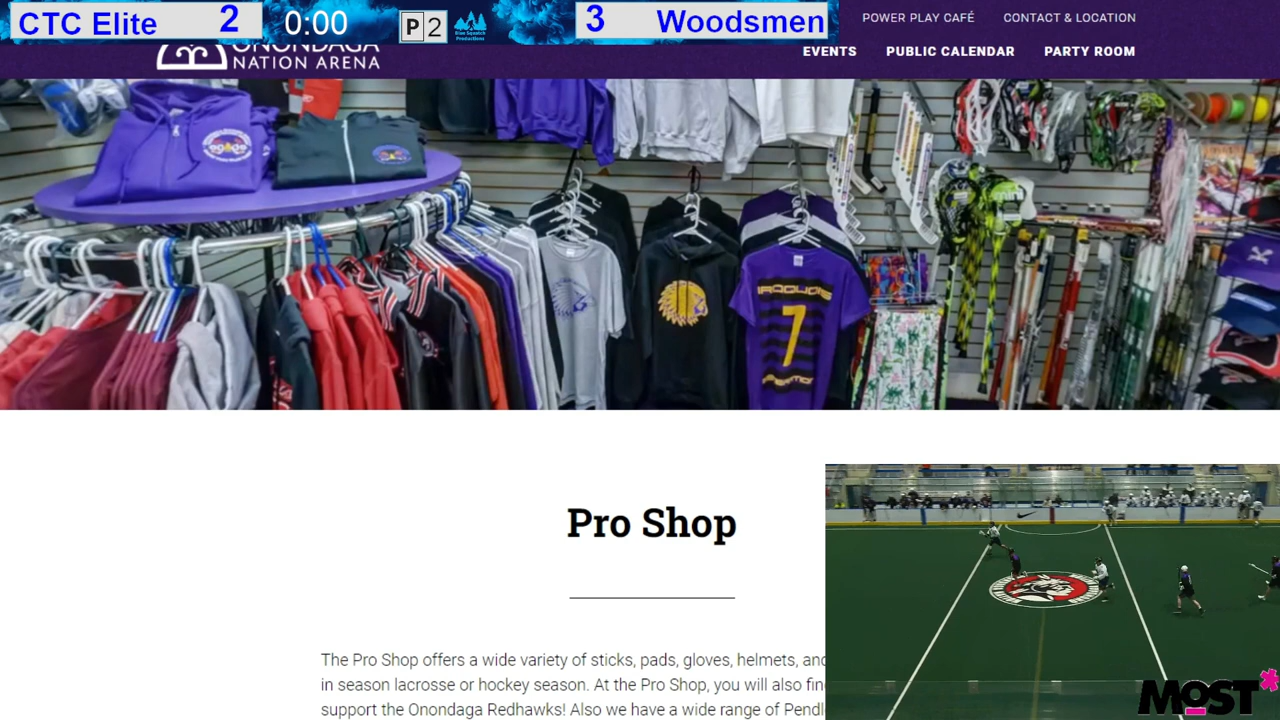 CTC Elite 2 0:00 P 2 3 Woodsmen
Blue Squatch
Productions
POWER PLAY CAFÉ CONTACT & LOCATION
ONONDAGA
NATION ARENA
EVENTS PUBLIC CALENDAR PARTY ROOM
IROQUOIS
7
Pro Shop
The Pro Shop offers a wide variety of sticks, pads, gloves, helmets, and
in season lacrosse or hockey season. At the Pro Shop, you will also fin
support the Onondaga Redhawks! Also we have a wide range of Pendl
MOST*